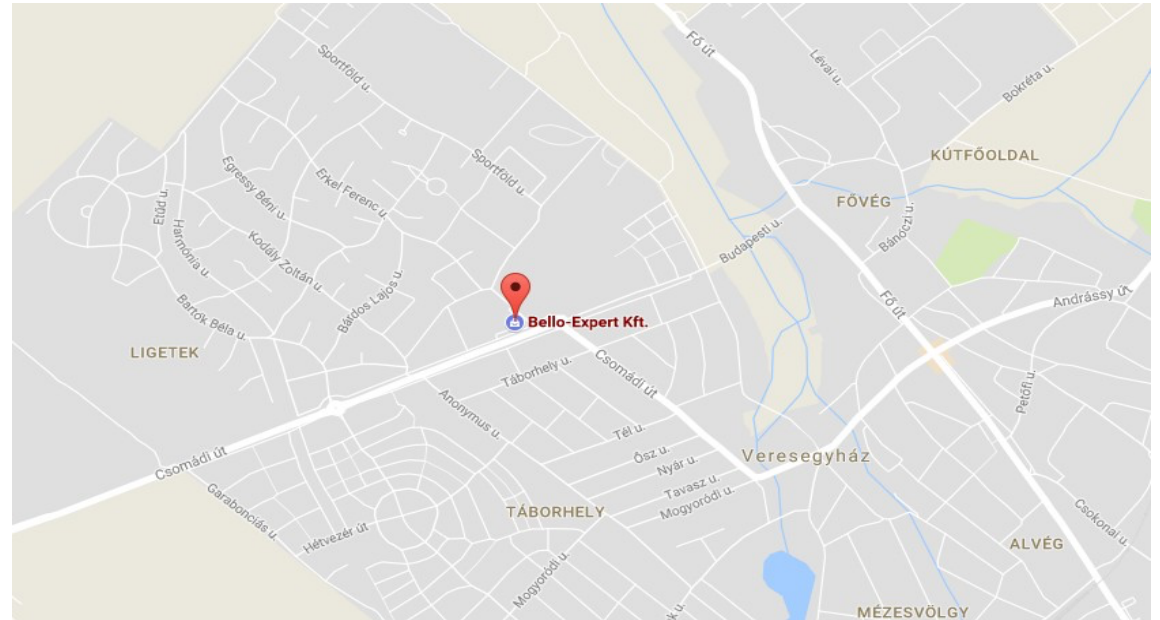 Sportföld u.
Fő út
Lévai u.
Bokréta u.
KÚTFŐOLDAL
Sportföld u.
Egressy Béni u.
Erkel Ferenc u.
FŐVÉG
Etűd u.
Harmónia u.
Kodály Zoltán u.
Budapesti u.
Bánóczi u.
Bartók Béla u.
Bárdos Lajos u.
Fő út
Andrássy út
Bello-Expert Kft.
LIGETEK
Táborhely u.
Csomádi út
Petőfi u.
Anonymus u.
Tél u.
Ősz u.
Nyár u.
Veresegyház
Csomádi út
Tavasz u.
Mogyoródi u.
Garabonciás u.
TÁBORHELY
Csokonai u.
Hétvezér út
ALVÉG
Mogyoródi u.
MÉZESVÖLGY